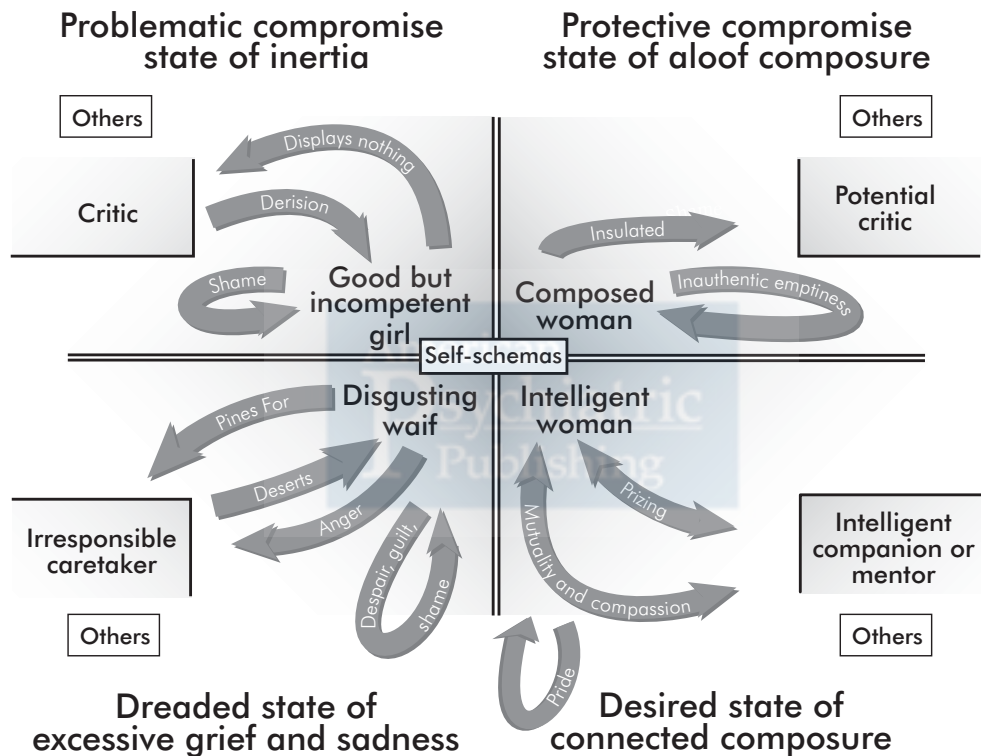 Problematic compromise
state of inertia
Protective compromise
state of aloof composure
Others
Others
Displays nothing
Critic
Derision
Shame
Good but
incompetent
girl
Insulated
Potential
critic
Composed
woman
Inauthentic emptiness
Self-schemas
American
Psychiatric
Publishing
Disgusting
waif
Intelligent
woman
Pines For
Deserts
Anger
Irresponsible
caretaker
Despair, guilt,
shame
Prizing
Mutuality and compassion
Intelligent
companion or
mentor
Others
Others
Pride
Dreaded state of
excessive grief and sadness
Desired state of
connected composure